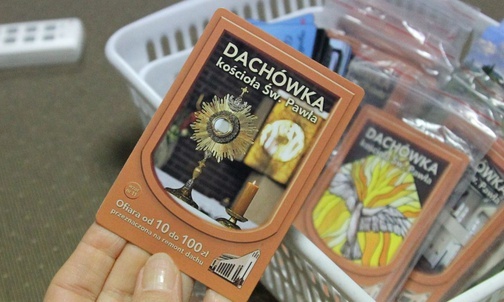 DACHÓWKA
kościoła Św. Pawła
Ofiara od 10 do 100 zł
przeznaczona na remont dachu
DACHÓWKA